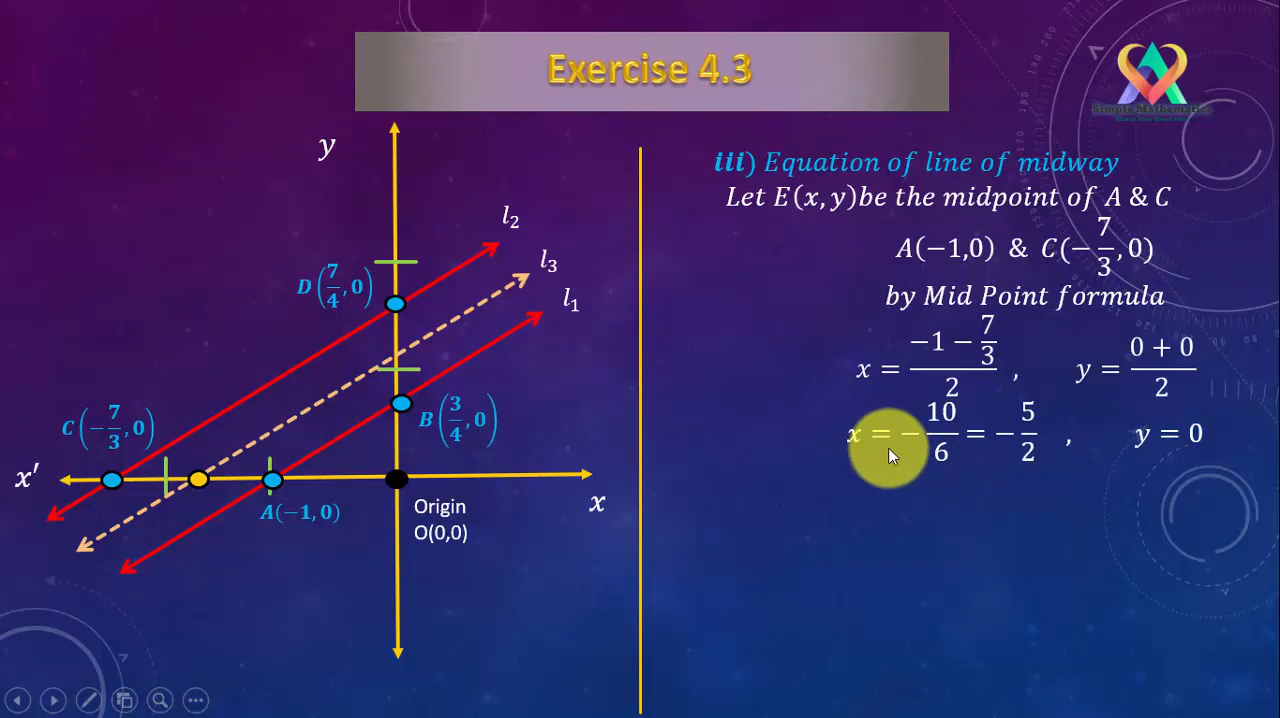 Exercise 4.3
Simple Mathematics
y
l₂
l₃
l₁
D(7/4, 0)
C(−7/3, 0)
B(3/4, 0)
x′
A(−1, 0)
Origin
O(0,0)
x
iii) Equation of line of midway
Let E(x, y)be the midpoint of A & C
A(−1,0) & C(−7/3, 0)
by Mid Point formula
x = (−1 − 7/3)/2 , y = (0 + 0)/2
x = −10/6 = −5/2 , y = 0